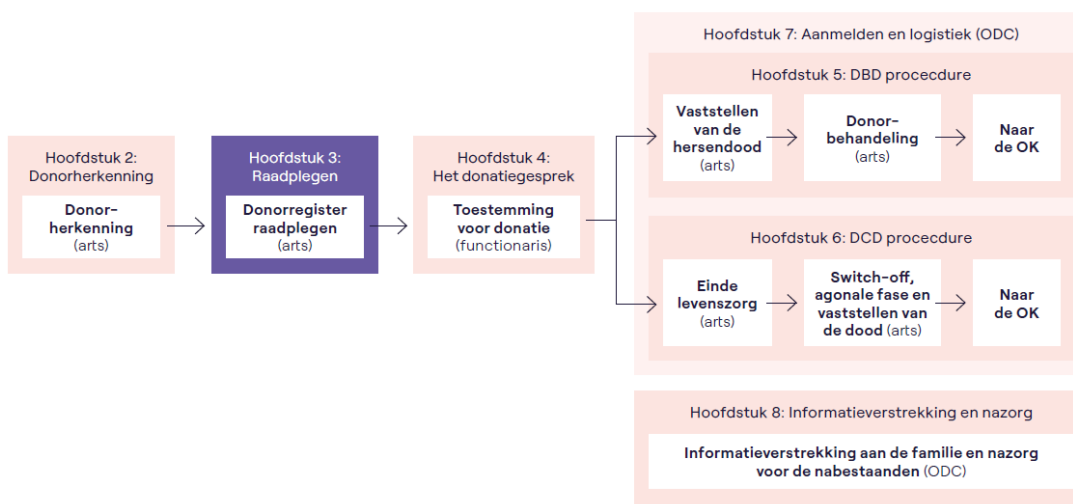 Hoofdstuk 2:
Donorherkenning
Donor-
herkenning
(arts)
Hoofdstuk 3:
Raadplegen
Donorregister
raadplegen
(arts)
Hoofdstuk 4:
Het donatiegesprek
Toestemming
voor donatie
(functionaris)
Hoofdstuk 7: Aanmelden en logistiek (ODC)
Hoofdstuk 5: DBD procecdure
Vaststellen
van de
hersendood
(arts)
Donor-
behandeling
(arts)
Naar
de OK
Hoofdstuk 6: DCD procecdure
Einde
levenszorg
(arts)
Switch-off,
agonale fase en
vaststellen van
de dood (arts)
Naar
de OK
Hoofdstuk 8: Informatieverstrekking en nazorg
Informatieverstrekking aan de familie en nazorg
voor de nabestaanden (ODC)